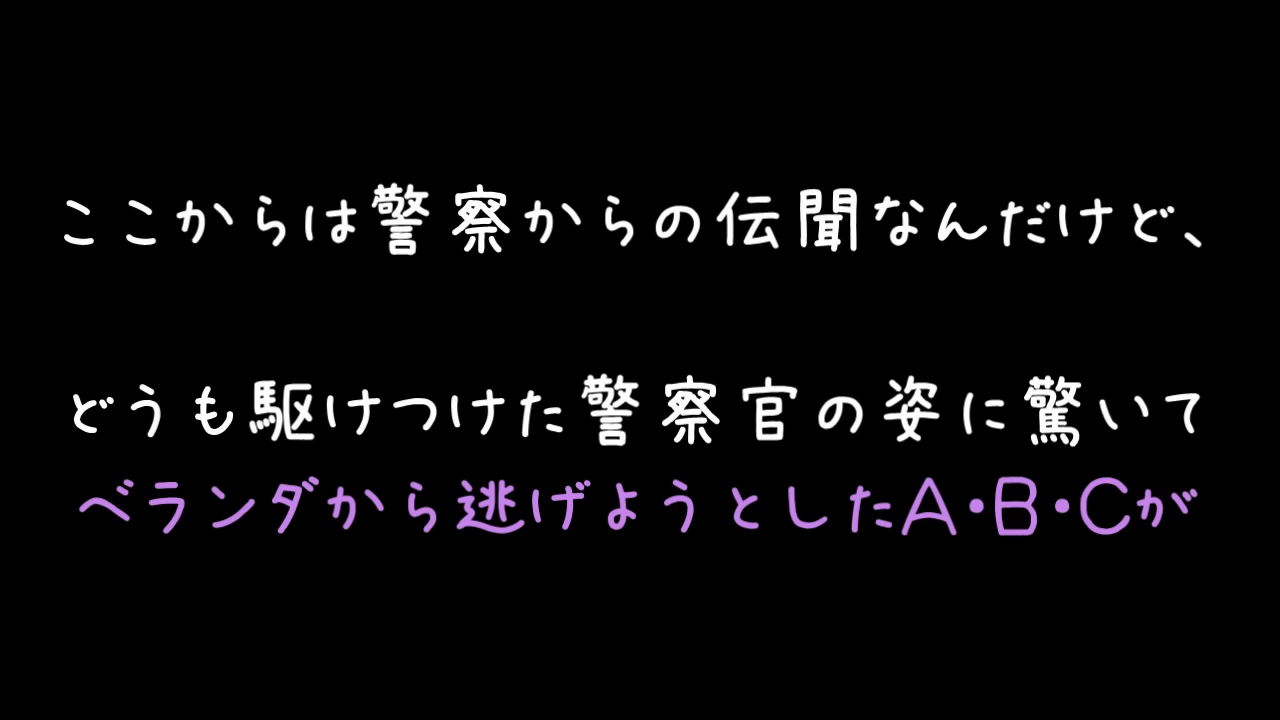 ここからは警察からの伝聞なんだけど、
どうも駆けつけた警察官の姿に驚いて
ベランダから逃げようとしたA・B・Cが